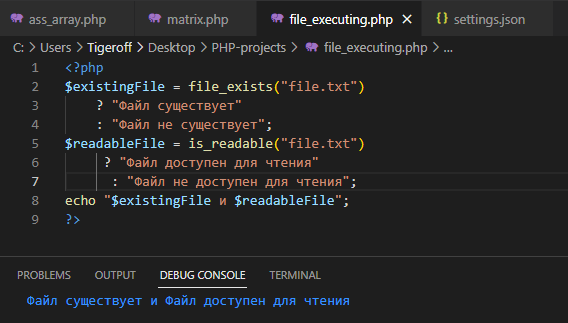 ass_array.php matrix.php file_executing.php settings.json
C: > Users > Tigeroff > Desktop > PHP-projects > file_executing.php > ...
1 <?php
2 $existingFile = file_exists("file.txt")
3 ? "Файл существует"
4 : "Файл не существует";
5 $readableFile = is_readable("file.txt")
6 ? "Файл доступен для чтения"
7 : "Файл не доступен для чтения";
8 echo "$existingFile и $readableFile";
9 ?>
PROBLEMS OUTPUT DEBUG CONSOLE TERMINAL
Файл существует и Файл доступен для чтения